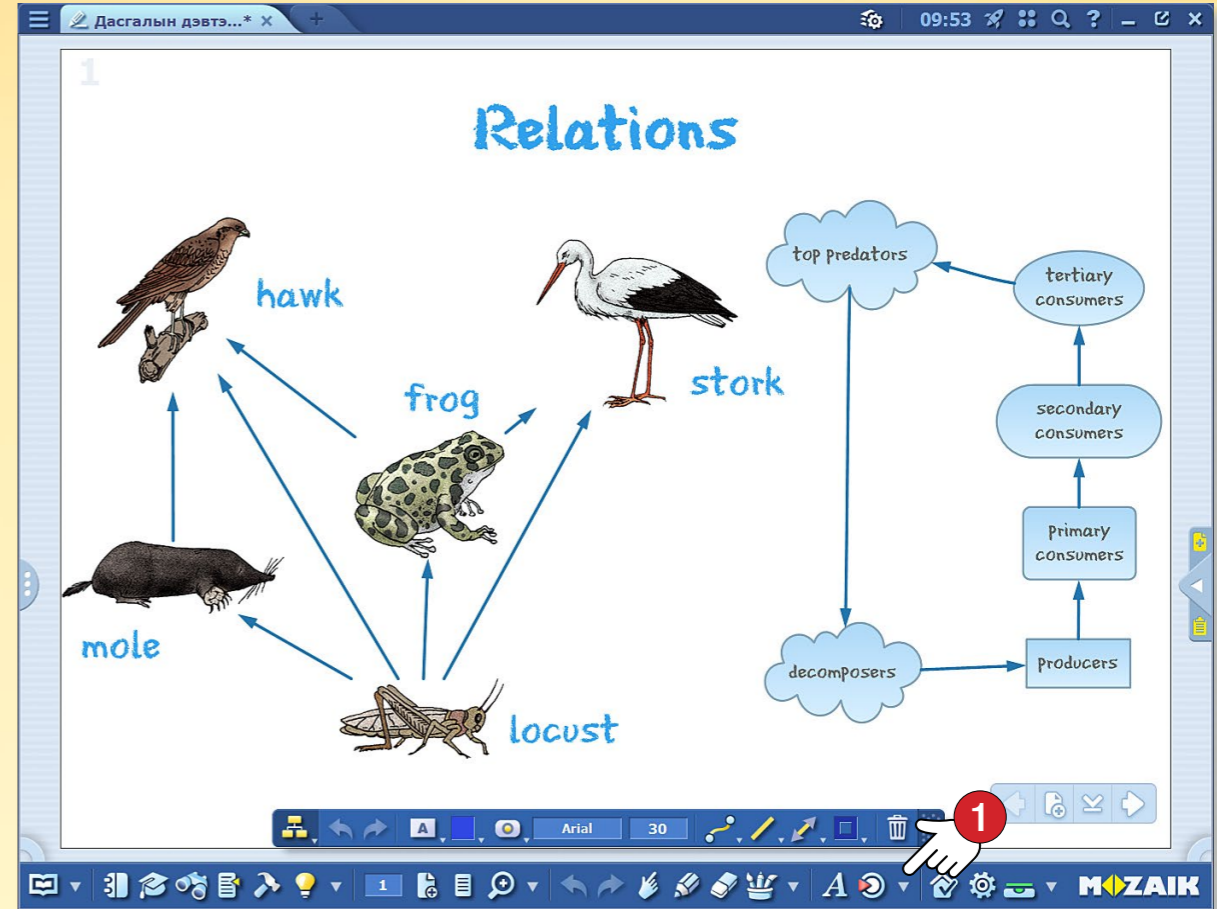 Дасгалын дэвтэ...*
09:53
1
Relations
hawk
frog
stork
mole
locust
top predators
tertiary
consumers
secondary
consumers
primary
consumers
producers
decomposers
A
Arial
30
1
1
A
MOZAIK